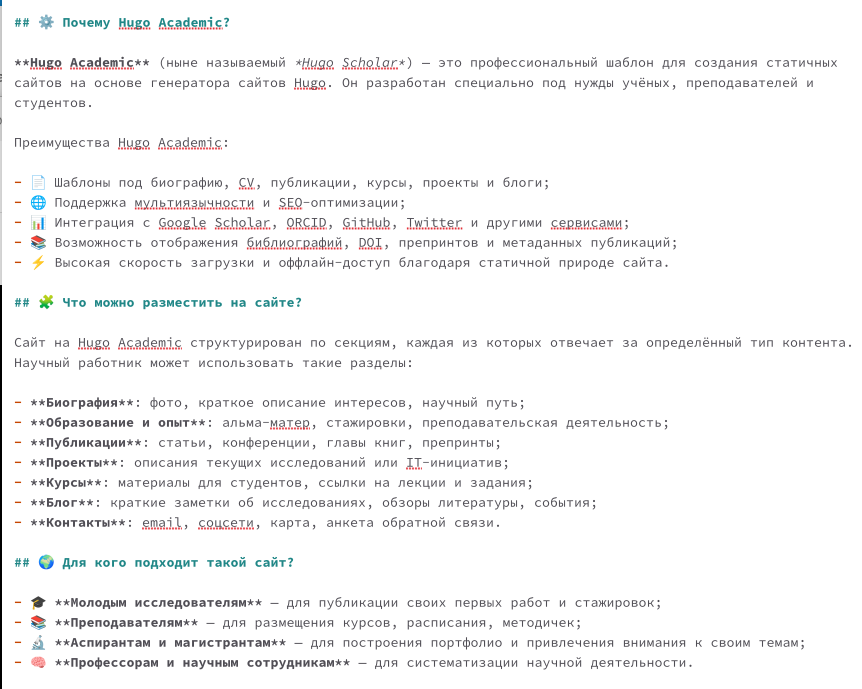 ## ⚙️ Почему Hugo Academic?
**Hugo Academic** (ныне называемый *Hugo Scholar*) — это профессиональный шаблон для создания статичных
сайтов на основе генератора сайтов Hugo. Он разработан специально под нужды учёных, преподавателей и
студентов.
Преимущества Hugo Academic:
- 📄 Шаблоны под биографию, CV, публикации, курсы, проекты и блоги;
- 🌐 Поддержка мультиязычности и SEO-оптимизации;
- 📊 Интеграция с Google Scholar, ORCID, GitHub, Twitter и другими сервисами;
- 📚 Возможность отображения библиографий, DOI, препринтов и метаданных публикаций;
- ⚡ Высокая скорость загрузки и оффлайн-доступ благодаря статичной природе сайта.
## 🧩 Что можно разместить на сайте?
Сайт на Hugo Academic структурирован по секциям, каждая из которых отвечает за определённый тип контента.
Научный работник может использовать такие разделы:
- **Биография**: фото, краткое описание интересов, научный путь;
- **Образование и опыт**: альма-матер, стажировки, преподавательская деятельность;
- **Публикации**: статьи, конференции, главы книг, препринты;
- **Проекты**: описания текущих исследований или IT-инициатив;
- **Курсы**: материалы для студентов, ссылки на лекции и задания;
- **Блог**: краткие заметки об исследованиях, обзоры литературы, события;
- **Контакты**: email, соцсети, карта, анкета обратной связи.
## 🌍 Для кого подходит такой сайт?
- 🎓 **Молодым исследователям** — для публикации своих первых работ и стажировок;
- 📚 **Преподавателям** — для размещения курсов, расписания, методичек;
- 🔬 **Аспирантам и магистрантам** — для построения портфолио и привлечения внимания к своим темам;
- 🧠 **Профессорам и научным сотрудникам** — для систематизации научной деятельности.